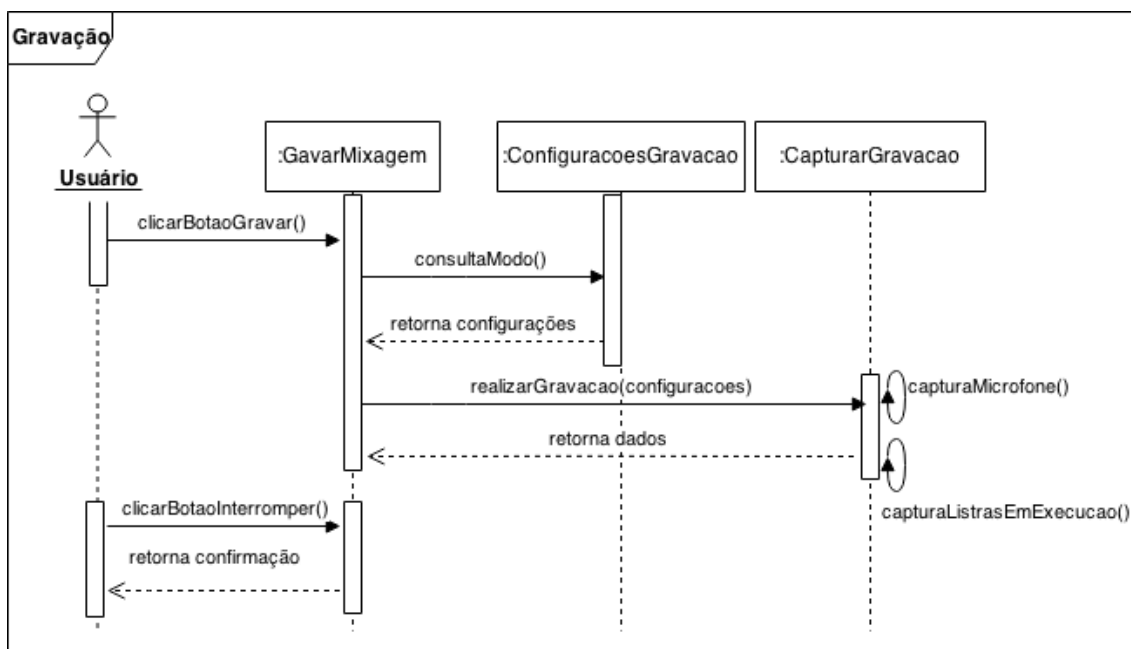 Gravação
Usuário
:GavarMixagem
:ConfiguracoesGravacao
:CapturarGravacao
clicarBotaoGravar()
consultaModo()
retorna configurações
realizarGravacao(configuracoes)
capturaMicrofone()
retorna dados
clicarBotaoInterromper()
capturaListrasEmExecucao()
retorna confirmação